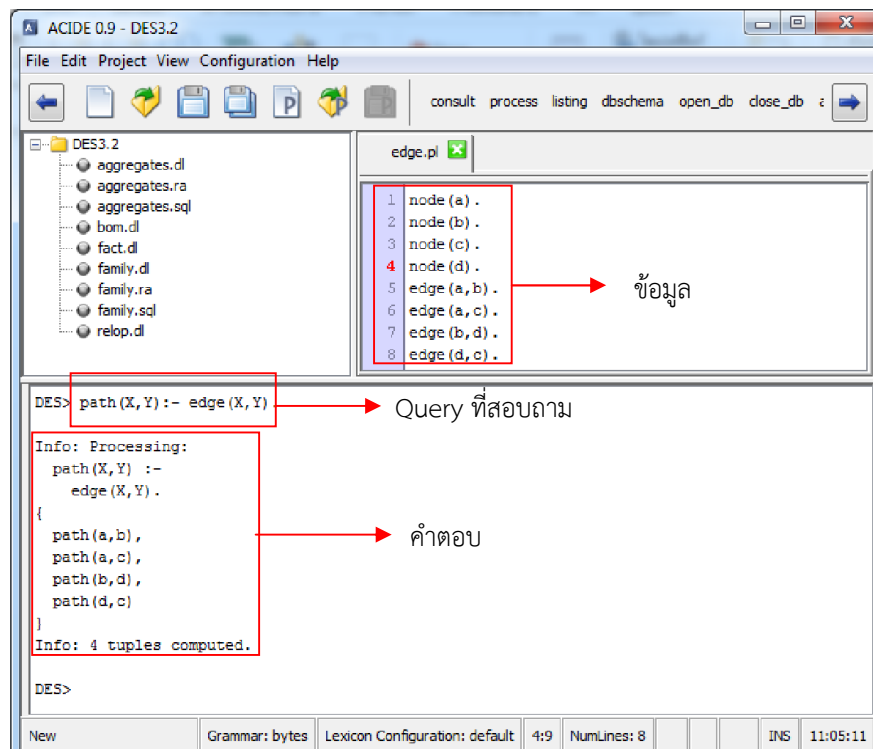 ACIDE 0.9 - DES3.2
File Edit Project View Configuration Help
consult process listing dbschema open_db close_db
DES3.2
aggregates.dl
aggregates.ra
aggregates.sql
bom.dl
fact.dl
family.dl
family.ra
family.sql
relop.dl
edge.pl
1 node(a).
2 node(b).
3 node(c).
4 node(d).
5 edge(a,b).
6 edge(a,c).
7 edge(b,d).
8 edge(d,c).
ข้อมูล
DES> path(X,Y):- edge(X,Y)
Query ที่สอบถาม
Info: Processing:
path(X,Y) :-
edge(X,Y).
{
path(a,b),
path(a,c),
path(b,d),
path(d,c)
}
Info: 4 tuples computed.
คำตอบ
DES>
New Grammar: bytes Lexicon Configuration: default 4:9 NumLines: 8 INS 11:05:11